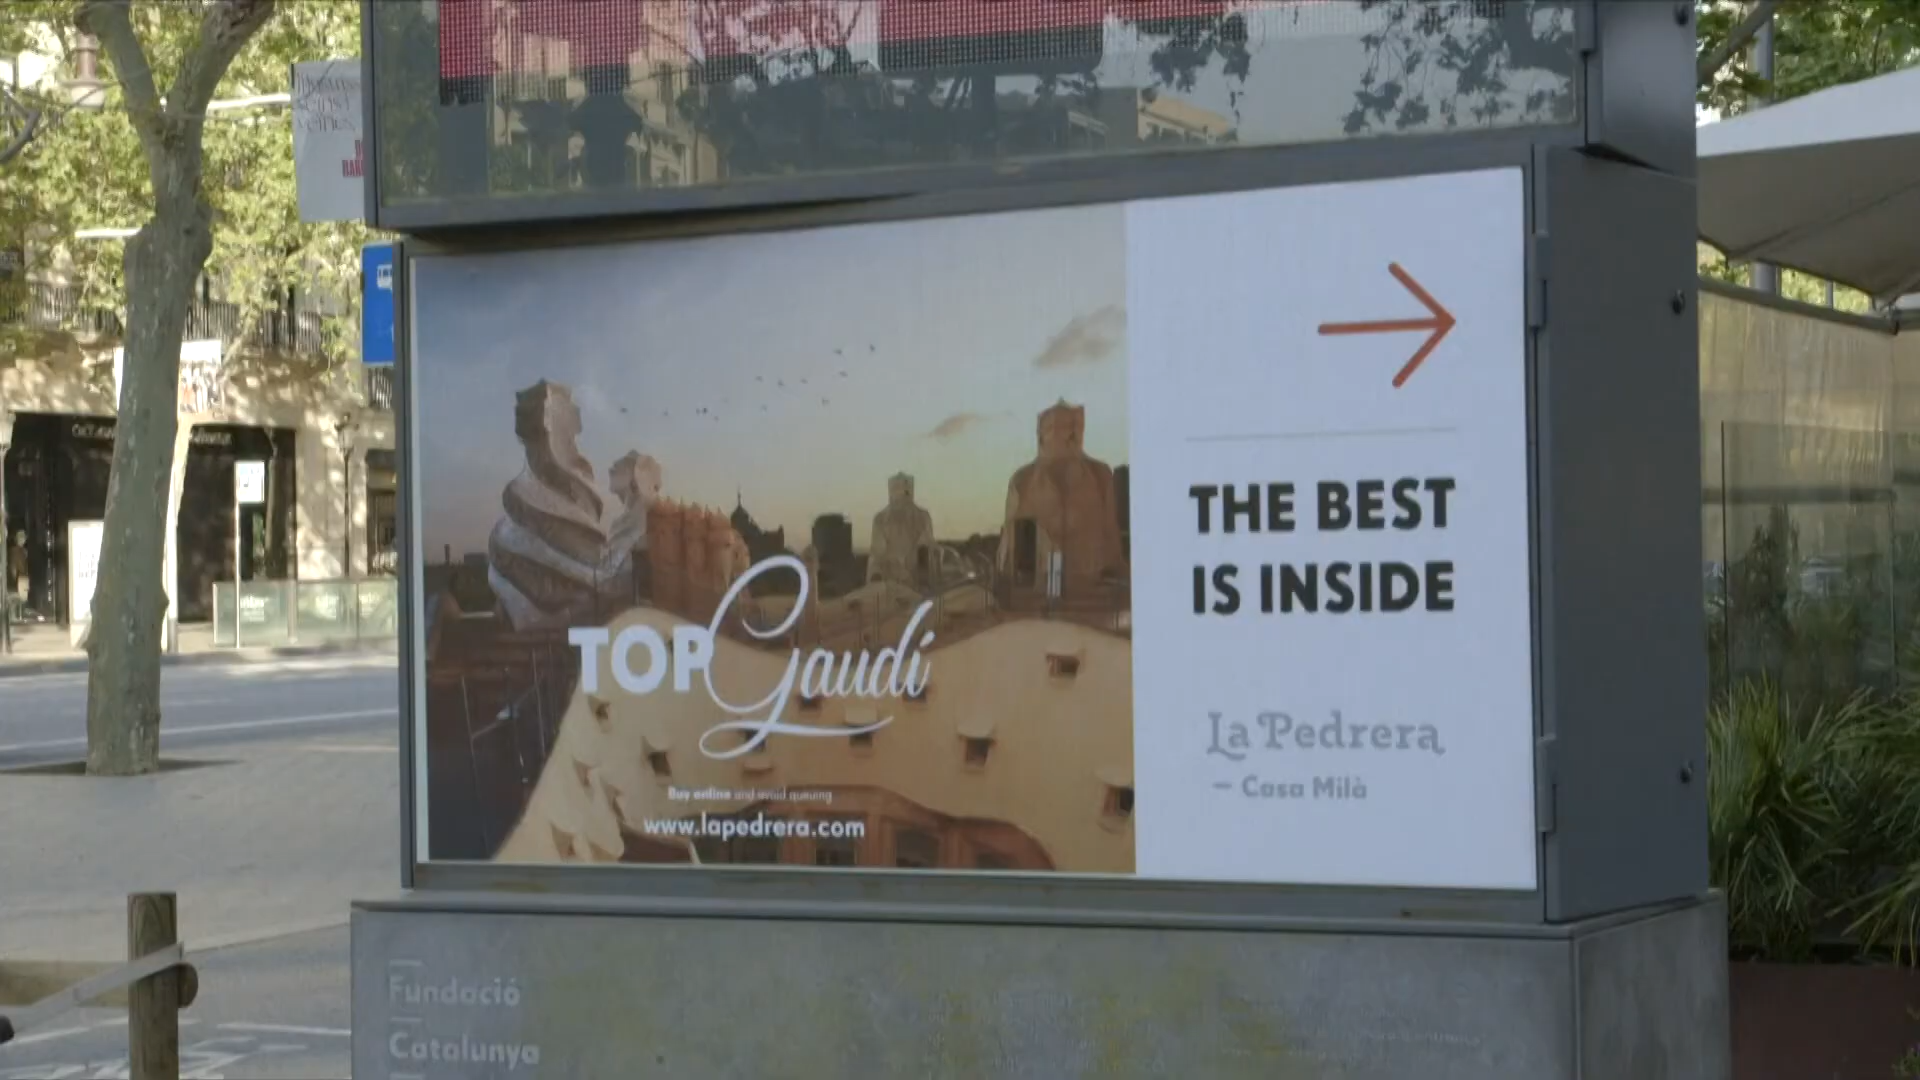 THE BEST
IS INSIDE
TOP Gaudí
La Pedrera
– Casa Milà
Buy online and avoid queuing
www.lapedrera.com
Fundació
Catalunya